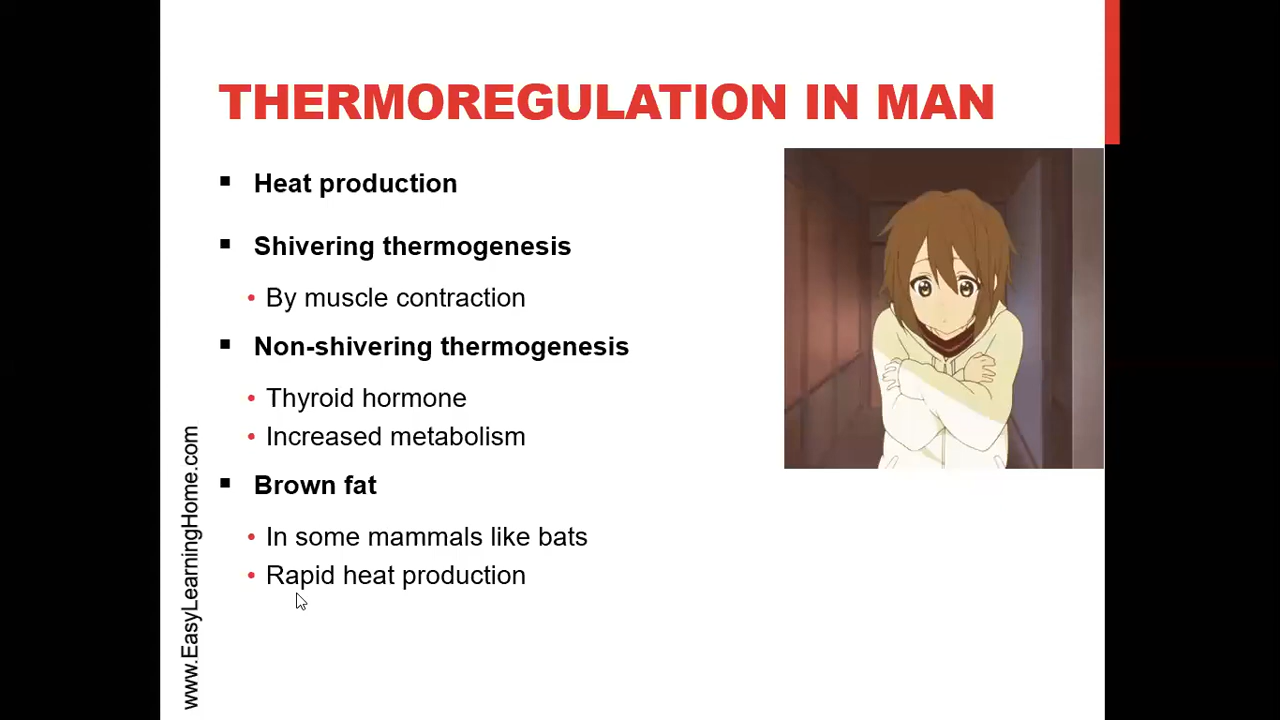 THERMOREGULATION IN MAN
▪ Heat production
▪ Shivering thermogenesis
• By muscle contraction
▪ Non-shivering thermogenesis
• Thyroid hormone
• Increased metabolism
▪ Brown fat
• In some mammals like bats
• Rapid heat production
www.EasyLearningHome.com